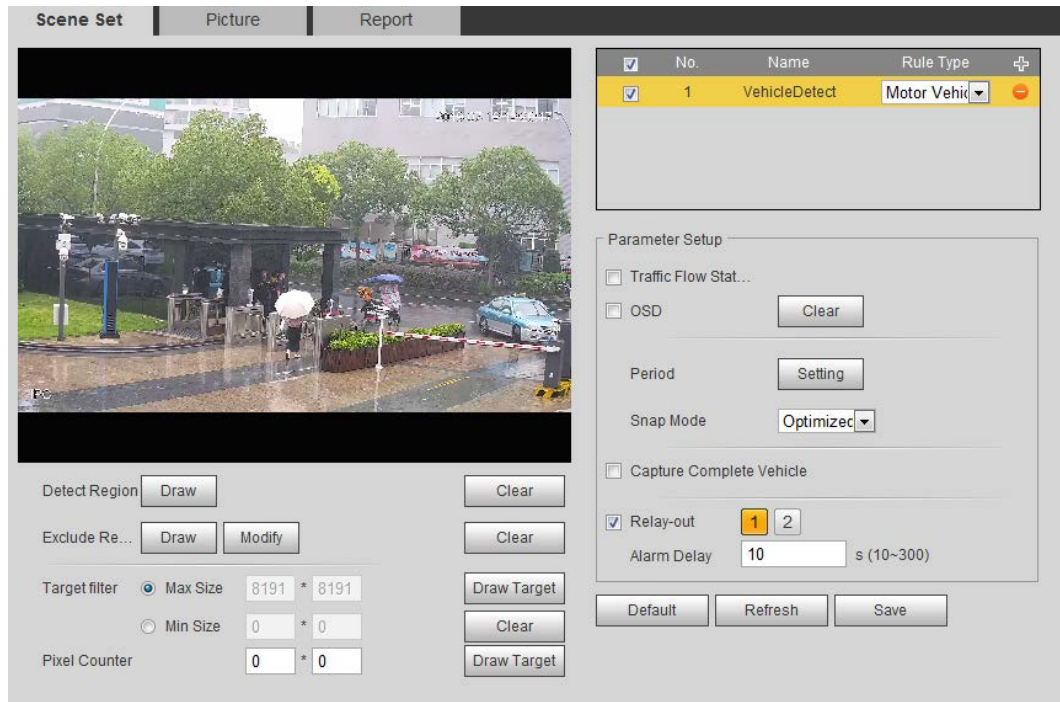 Scene Set Picture Report
No. Name Rule Type
1 VehicleDetect Motor Vehic
Parameter Setup
Traffic Flow Stat...
OSD Clear
Period Setting
Snap Mode Optimized
Capture Complete Vehicle
Relay-out 1 2
Alarm Delay 10 s (10~300)
Default Refresh Save
Detect Region Draw Clear
Exclude Re... Draw Modify Clear
Target filter Max Size 8191 * 8191 Draw Target
Min Size 0 * 0 Clear
Pixel Counter 0 * 0 Draw Target